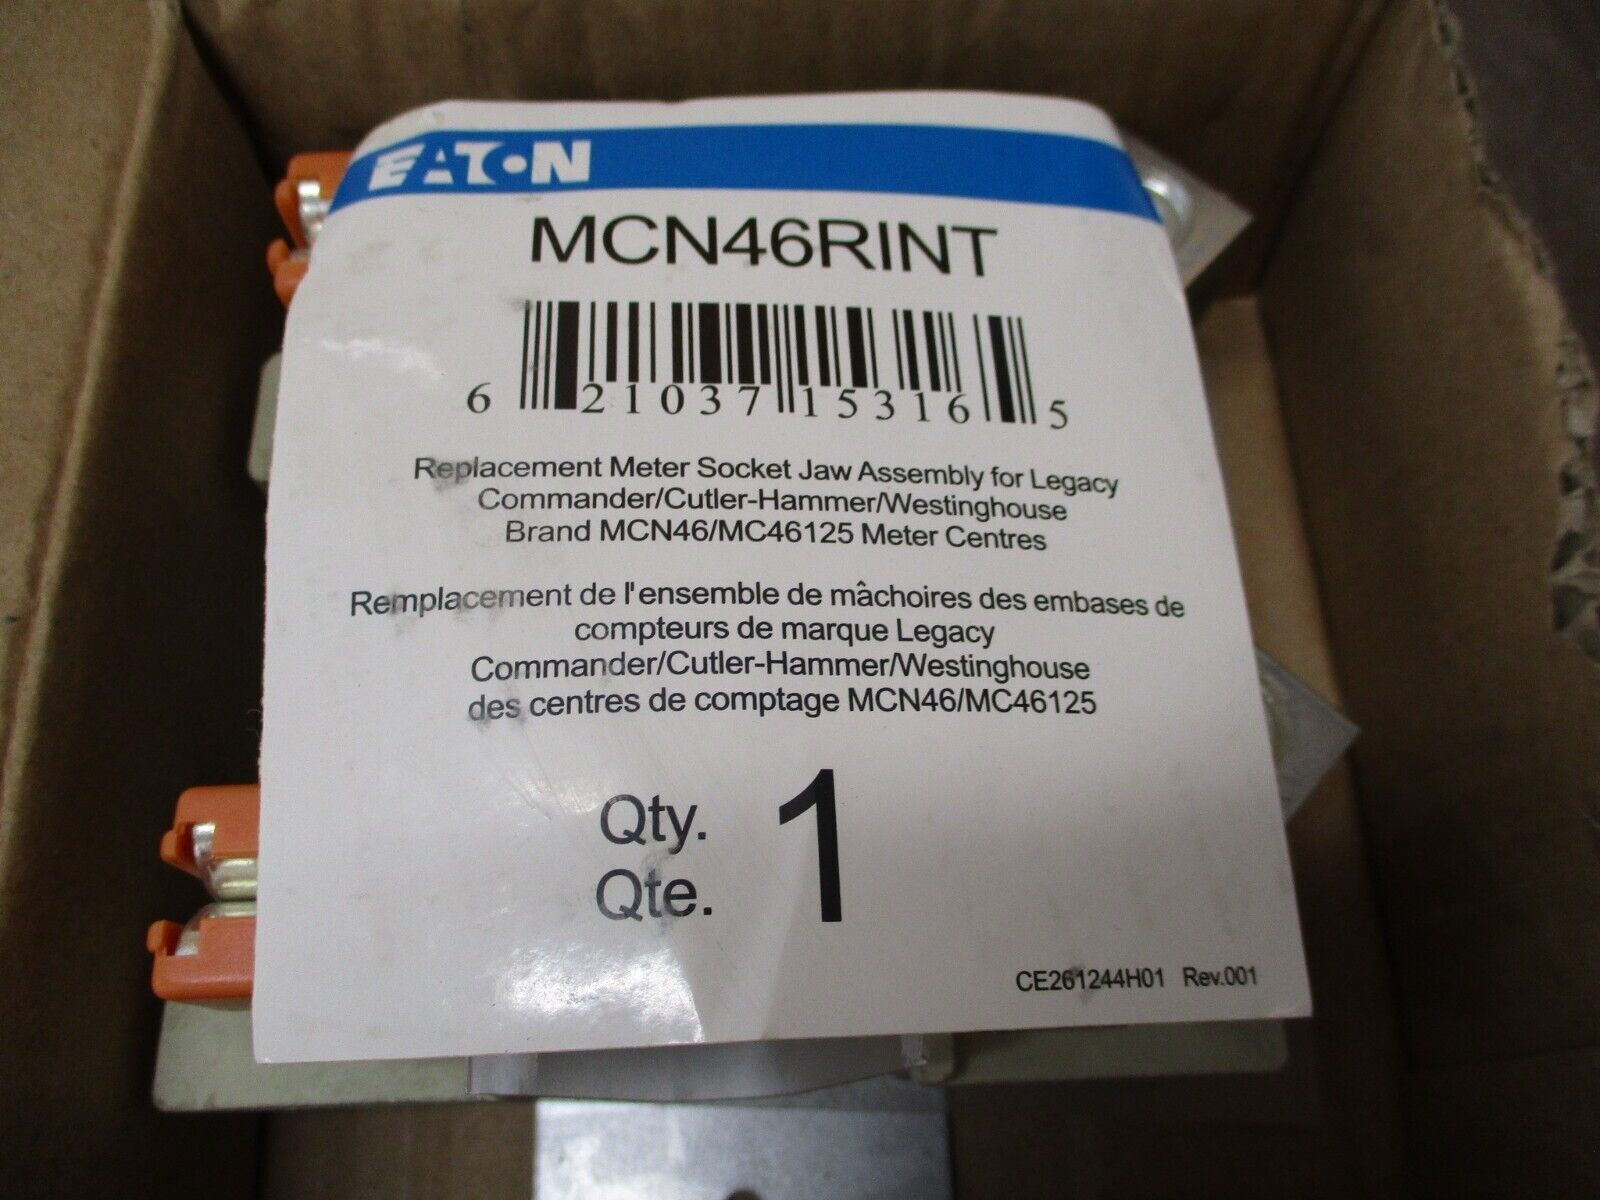 EATON
MCN46RINT
6 21037 15316 5
Replacement Meter Socket Jaw Assembly for Legacy
Commander/Cutler-Hammer/Westinghouse
Brand MCN46/MC46125 Meter Centres
Remplacement de l'ensemble de mâchoires des embases de
compteurs de marque Legacy
Commander/Cutler-Hammer/Westinghouse
des centres de comptage MCN46/MC46125
Qty. 1
Qte.
CE261244H01 Rev.001